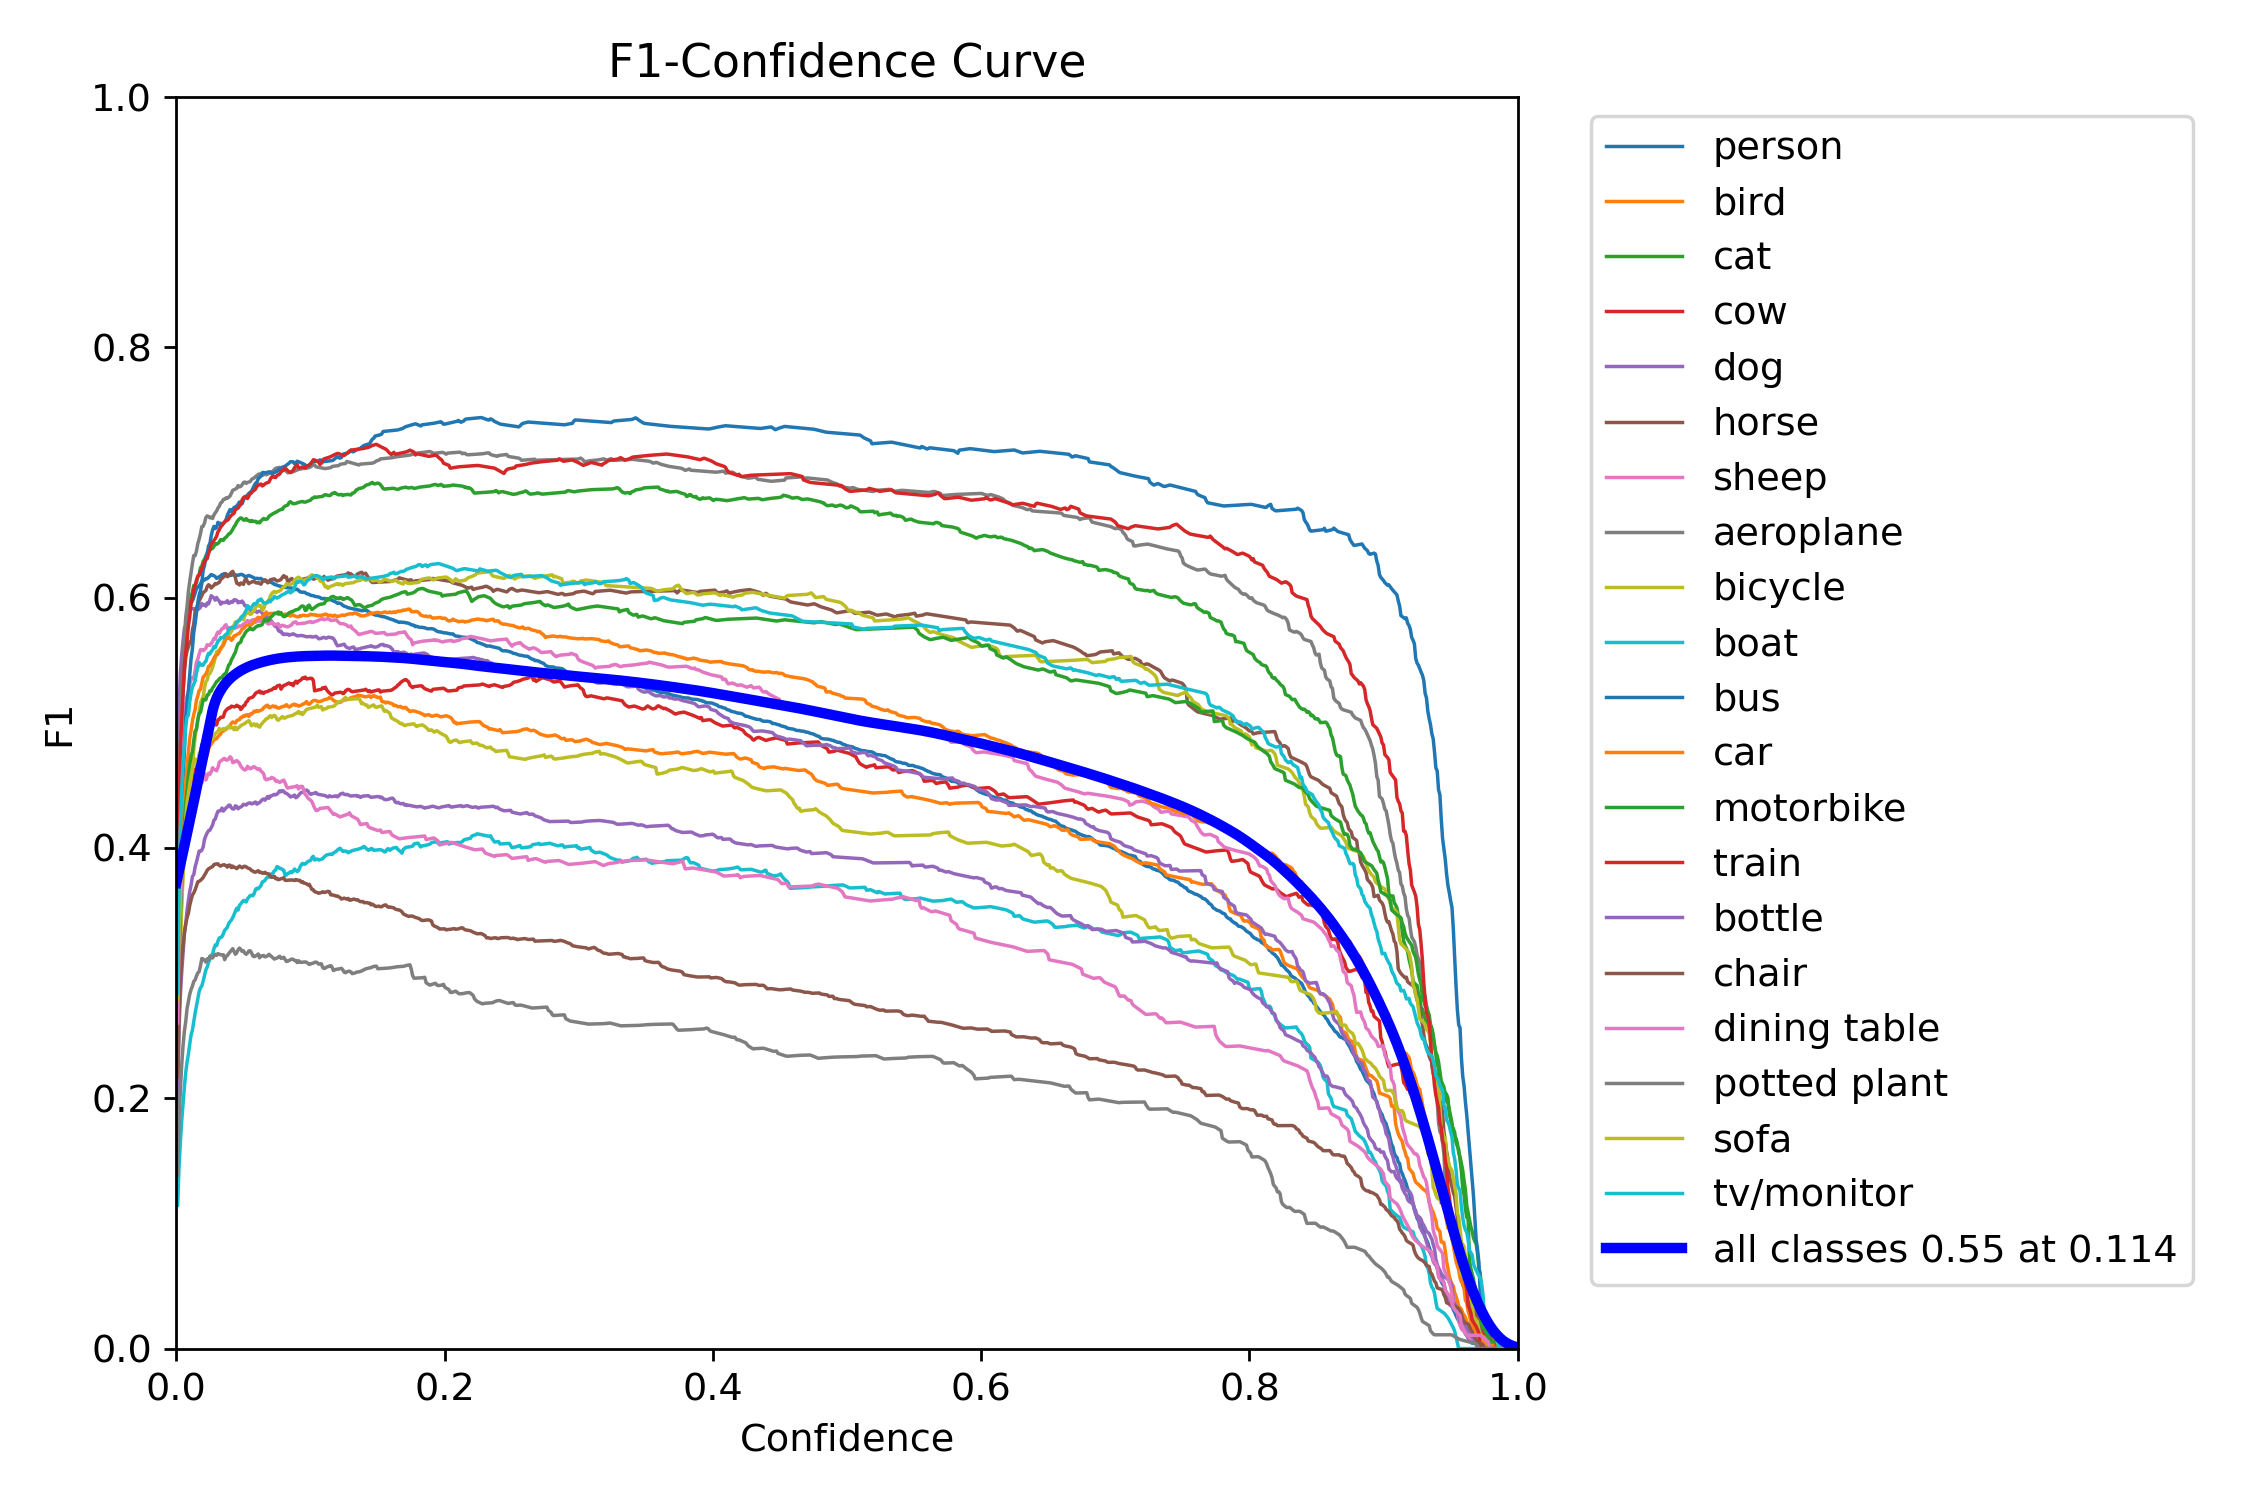 F1-Confidence Curve
1.0
0.8
0.6
0.4
0.2
0.0
F1
0.0 0.2 0.4 0.6 0.8 1.0
Confidence
person
bird
cat
cow
dog
horse
sheep
aeroplane
bicycle
boat
bus
car
motorbike
train
bottle
chair
dining table
potted plant
sofa
tv/monitor
all classes 0.55 at 0.114